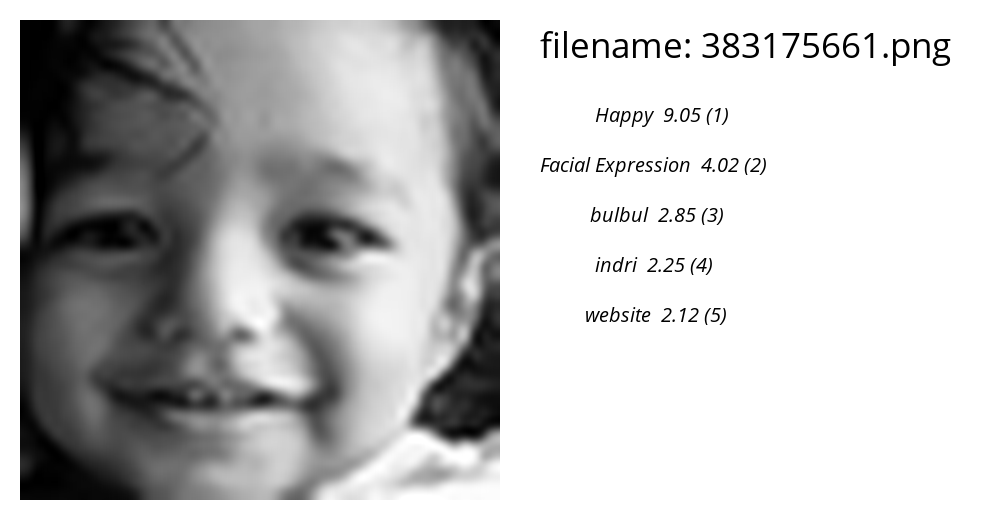 filename: 383175661.png
Happy 9.05 (1)
Facial Expression 4.02 (2)
bulbul 2.85 (3)
indri 2.25 (4)
website 2.12 (5)